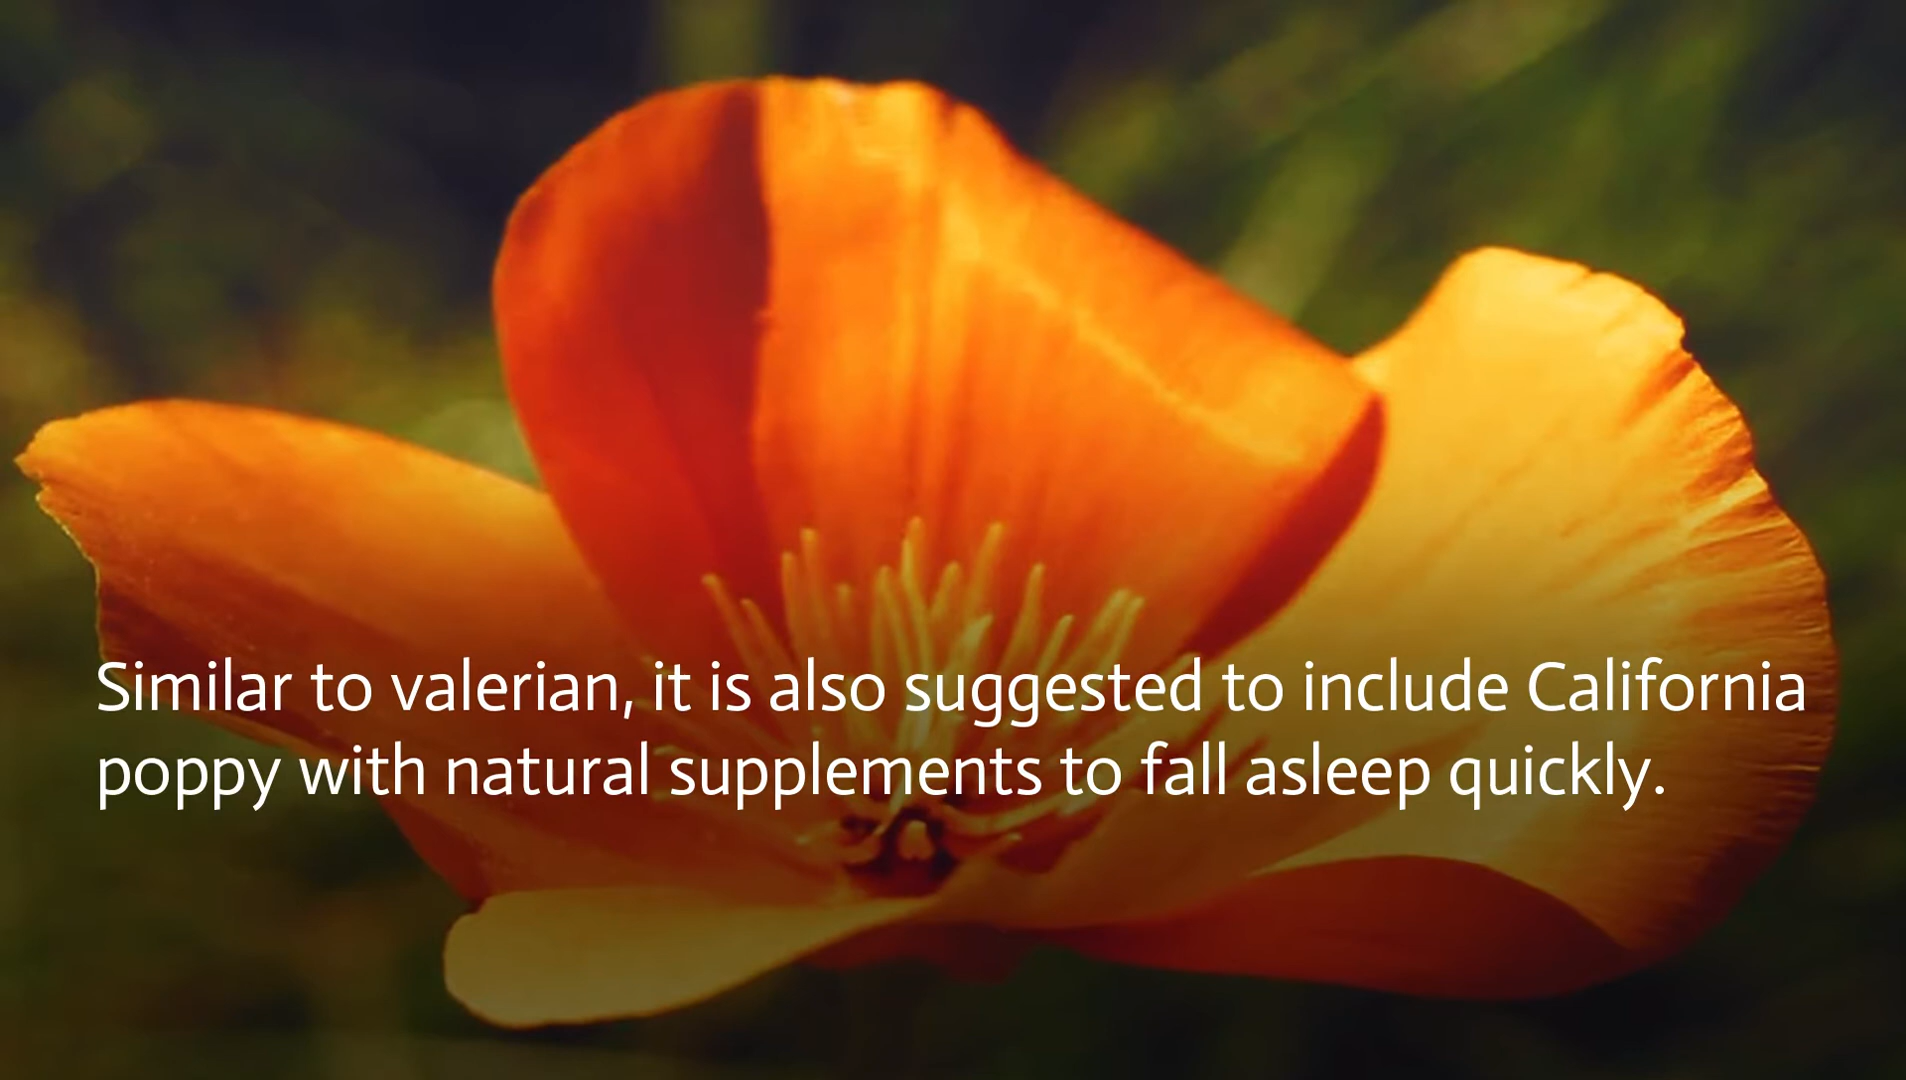 Similar to valerian, it is also suggested to include California
poppy with natural supplements to fall asleep quickly.